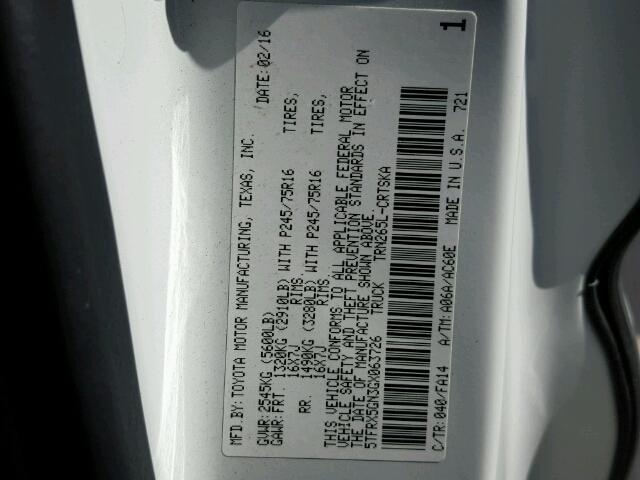 MFD.BY: TOYOTA MOTOR MANUFACTURING, TEXAS, INC. DATE: 02/16
GVWR: 2545KG (5600LB)
GAWR: FRT. 1320KG (2910LB) WITH P245/75R16 TIRES,
16X7J RIMS,
RR. 1490KG (3280LB) WITH P245/75R16 TIRES,
16X7J RIMS
THIS VEHICLE CONFORMS TO ALL APPLICABLE FEDERAL MOTOR
VEHICLE SAFETY AND THEFT PREVENTION STANDARDS IN EFFECT ON
THE DATE OF MANUFACTURE SHOWN ABOVE.
5TFRX5GN3GX063726 TRUCK TRN265L-CRTSKA
C/TR: 040/FA14 A/TM: A06A/AC60E MADE IN U.S.A. 721
1